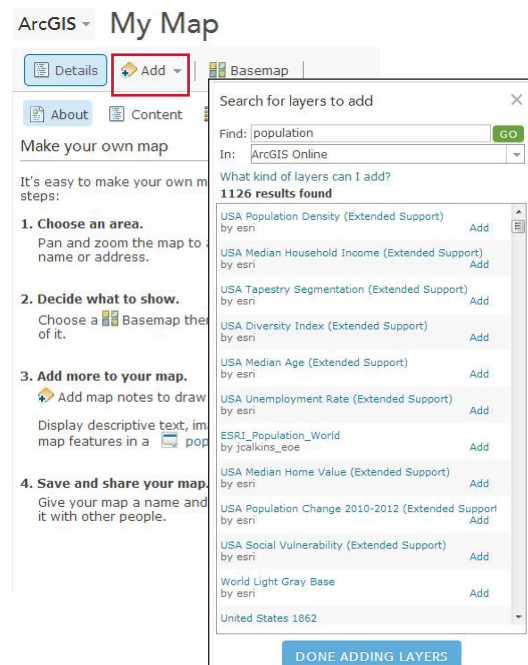 ArcGIS My Map
Details Add Basemap
About Content
Make your own map
It's easy to make your own m
steps:
1. Choose an area.
Pan and zoom the map to a
name or address.
2. Decide what to show.
Choose a Basemap ther
of it.
3. Add more to your map.
Add map notes to draw
Display descriptive text, im
map features in a pop
4. Save and share your map.
Give your map a name and
it with other people.
Search for layers to add
Find: population GO
In: ArcGIS Online
What kind of layers can I add?
1126 results found
USA Population Density (Extended Support)
by esri Add
USA Median Household Income (Extended Support)
by esri Add
USA Tapestry Segmentation (Extended Support)
by esri Add
USA Diversity Index (Extended Support)
by esri Add
USA Median Age (Extended Support)
by esri Add
USA Unemployment Rate (Extended Support)
by esri Add
ESRI_Population_World
by jcalkins_eoe Add
USA Median Home Value (Extended Support)
by esri Add
USA Population Change 2010-2012 (Extended Support
by esri Add
USA Social Vulnerability (Extended Support)
by esri Add
World Light Gray Base
by esri Add
United States 1862
DONE ADDING LAYERS